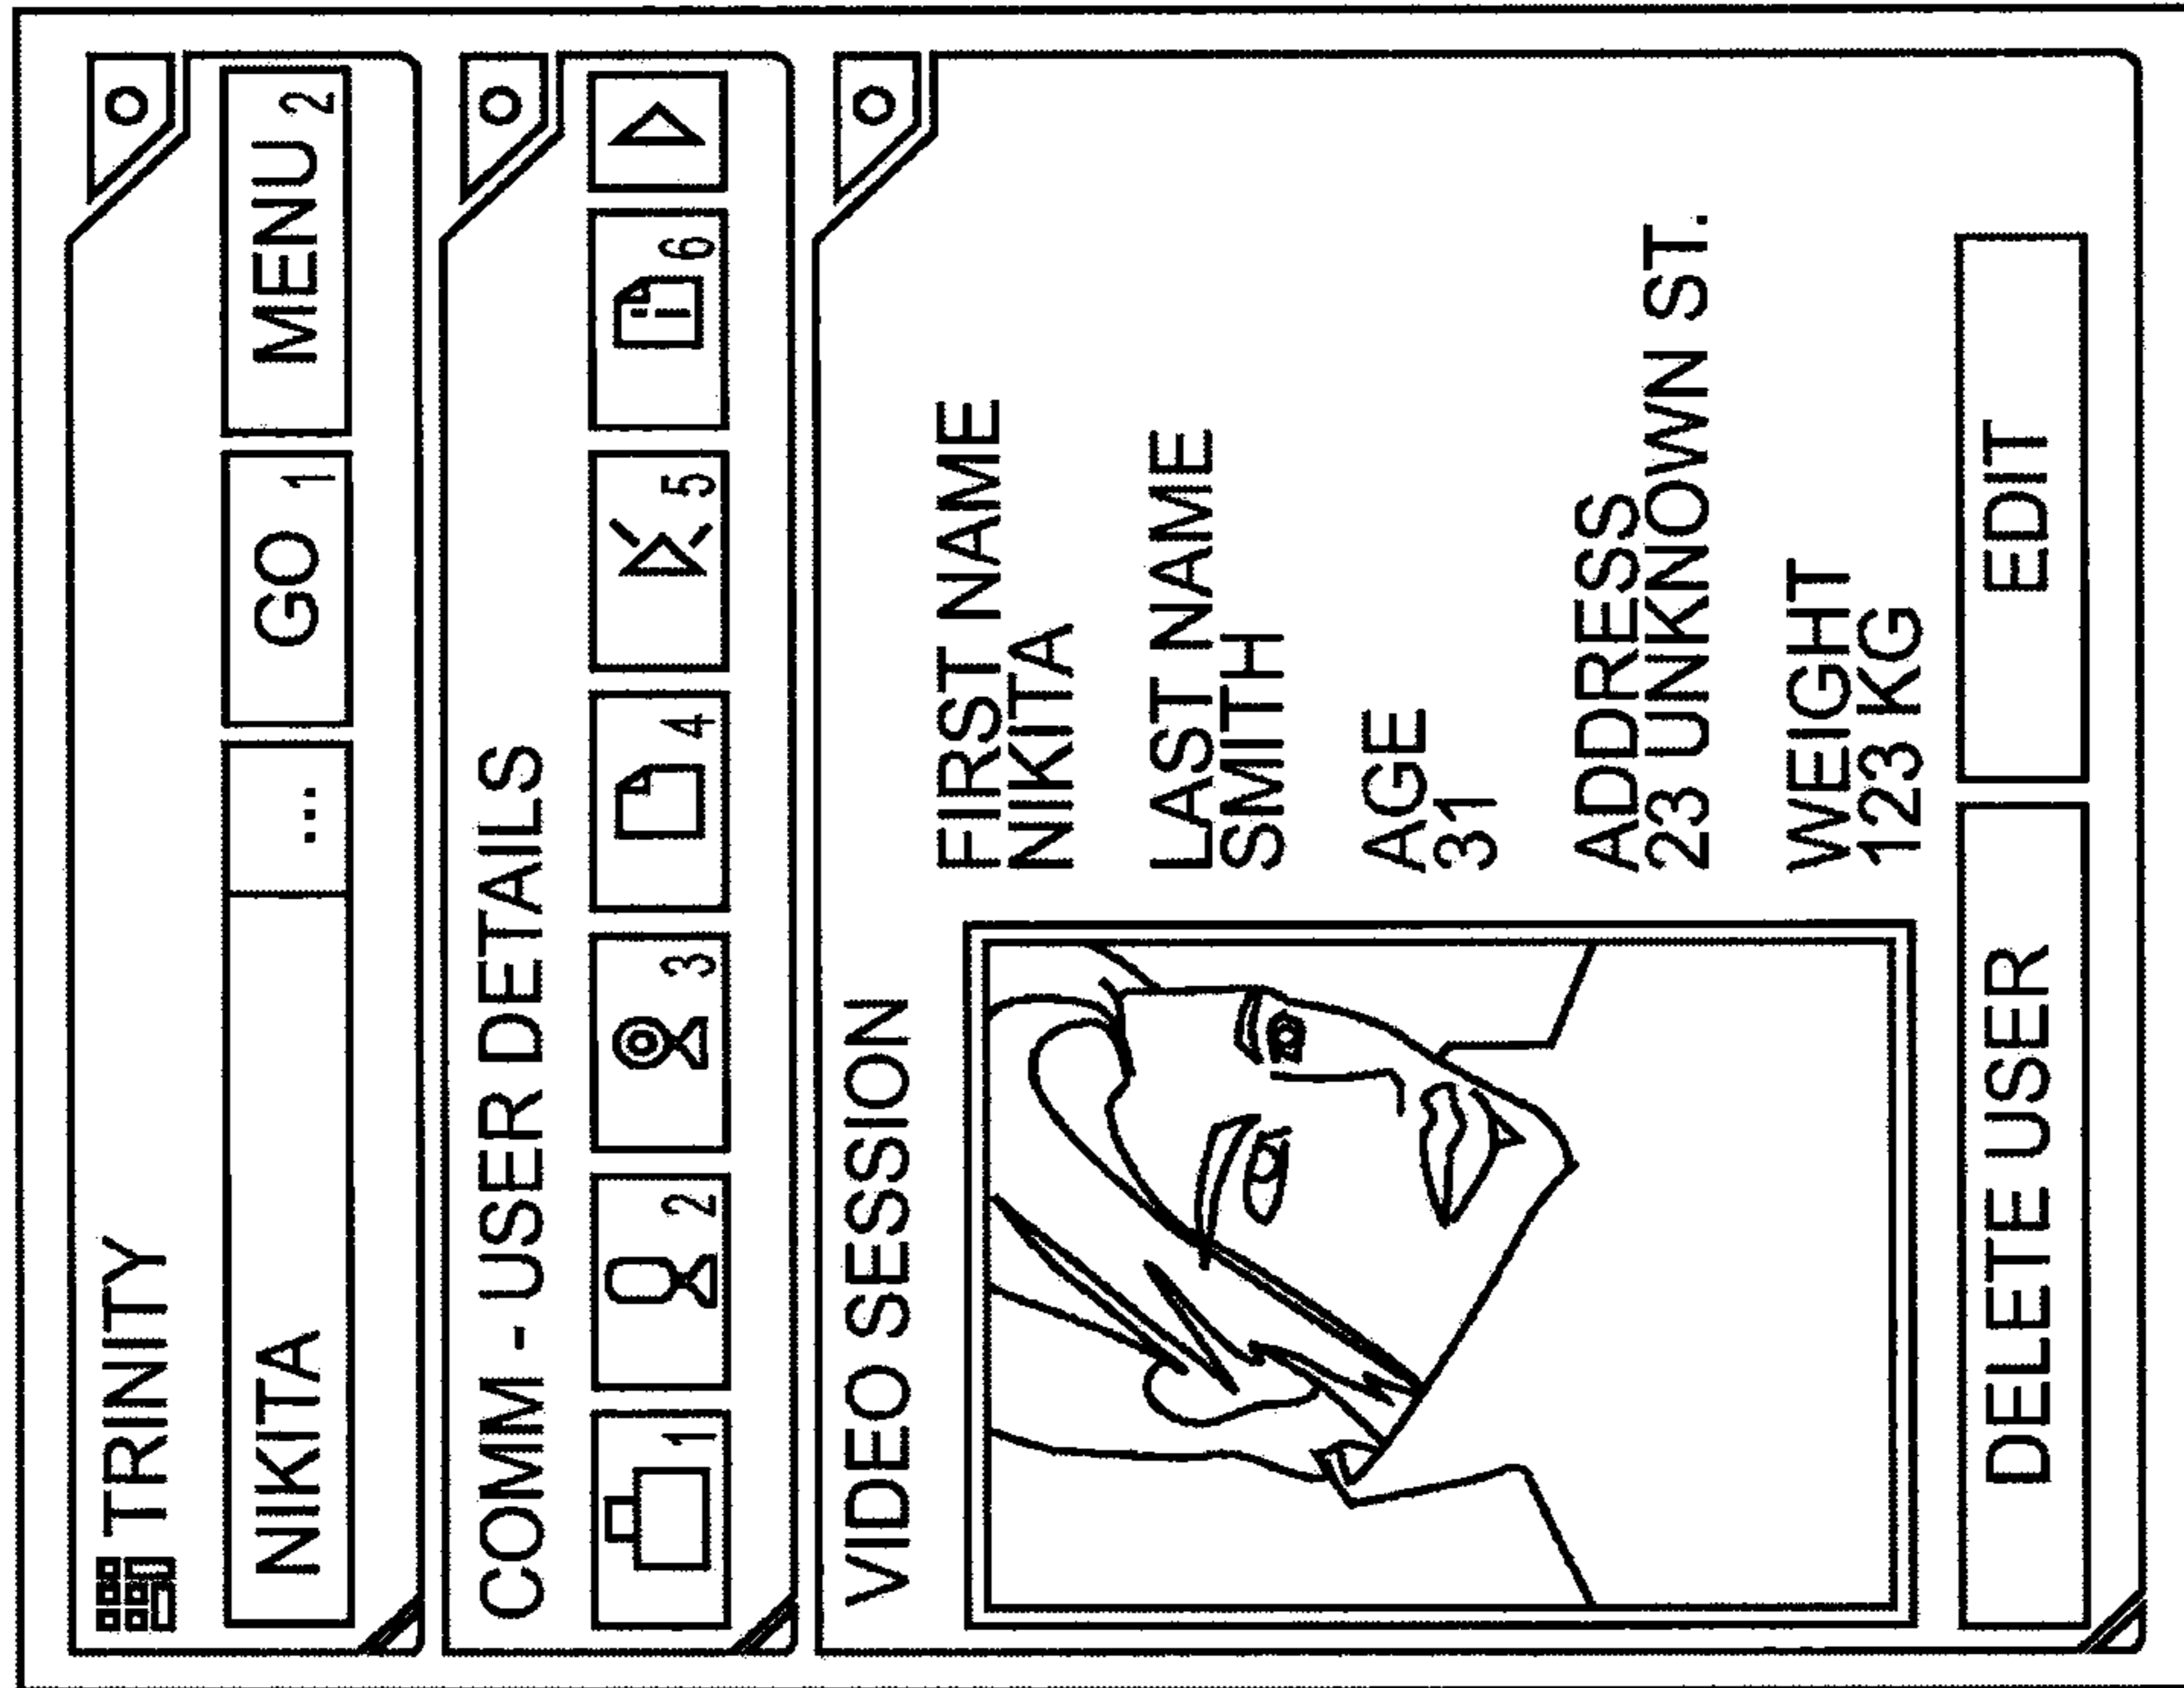 TRINITY
NIKITA ... GO 1 MENU 2
COMM - USER DETAILS
1 2 3 4 5 i 6
VIDEO SESSION
FIRST NAME
NIKITA
LAST NAME
SMITH
AGE
31
ADDRESS
23 UNKNOWN ST.
WEIGHT
123 KG
DELETE USER EDIT